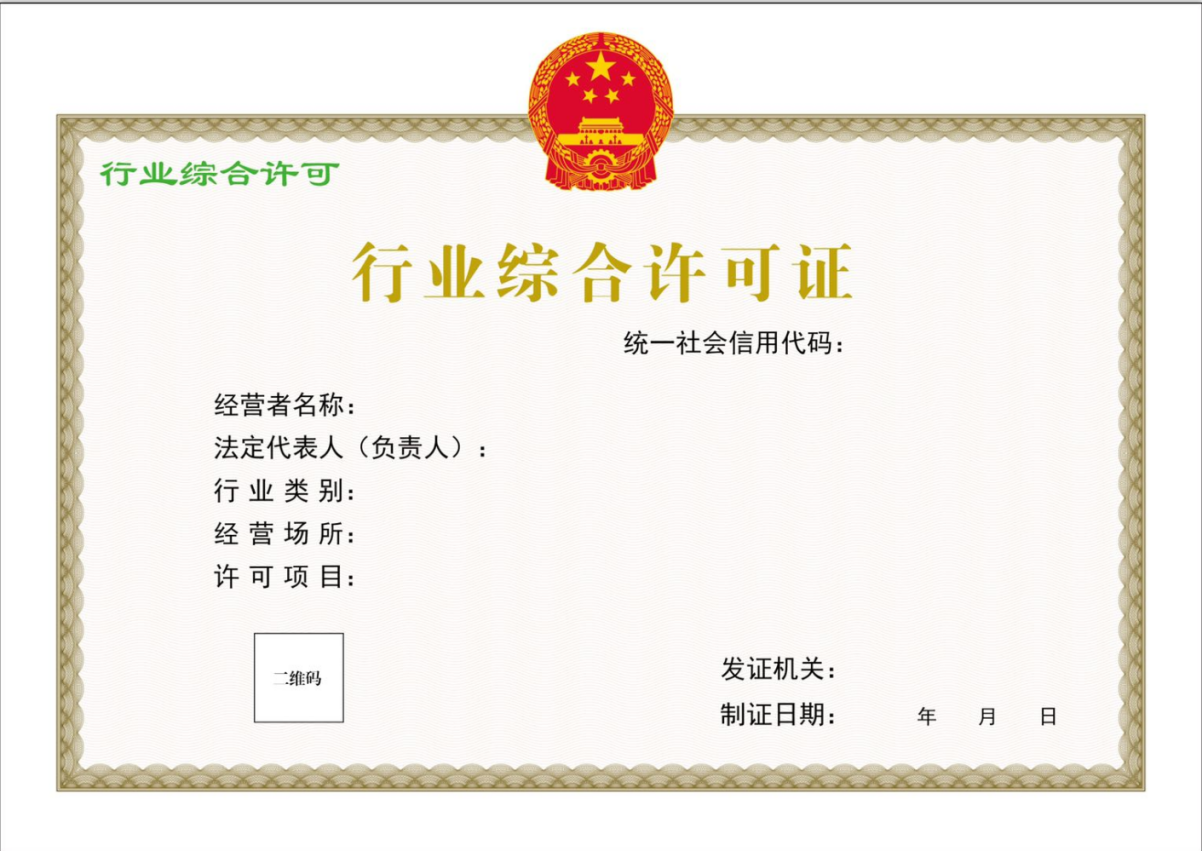 行业综合许可
行业综合许可证
统一社会信用代码：
经营者名称：
法定代表人（负责人）：
行 业 类 别：
经 营 场 所：
许 可 项 目：
二维码
发证机关：
制证日期： 年 月 日